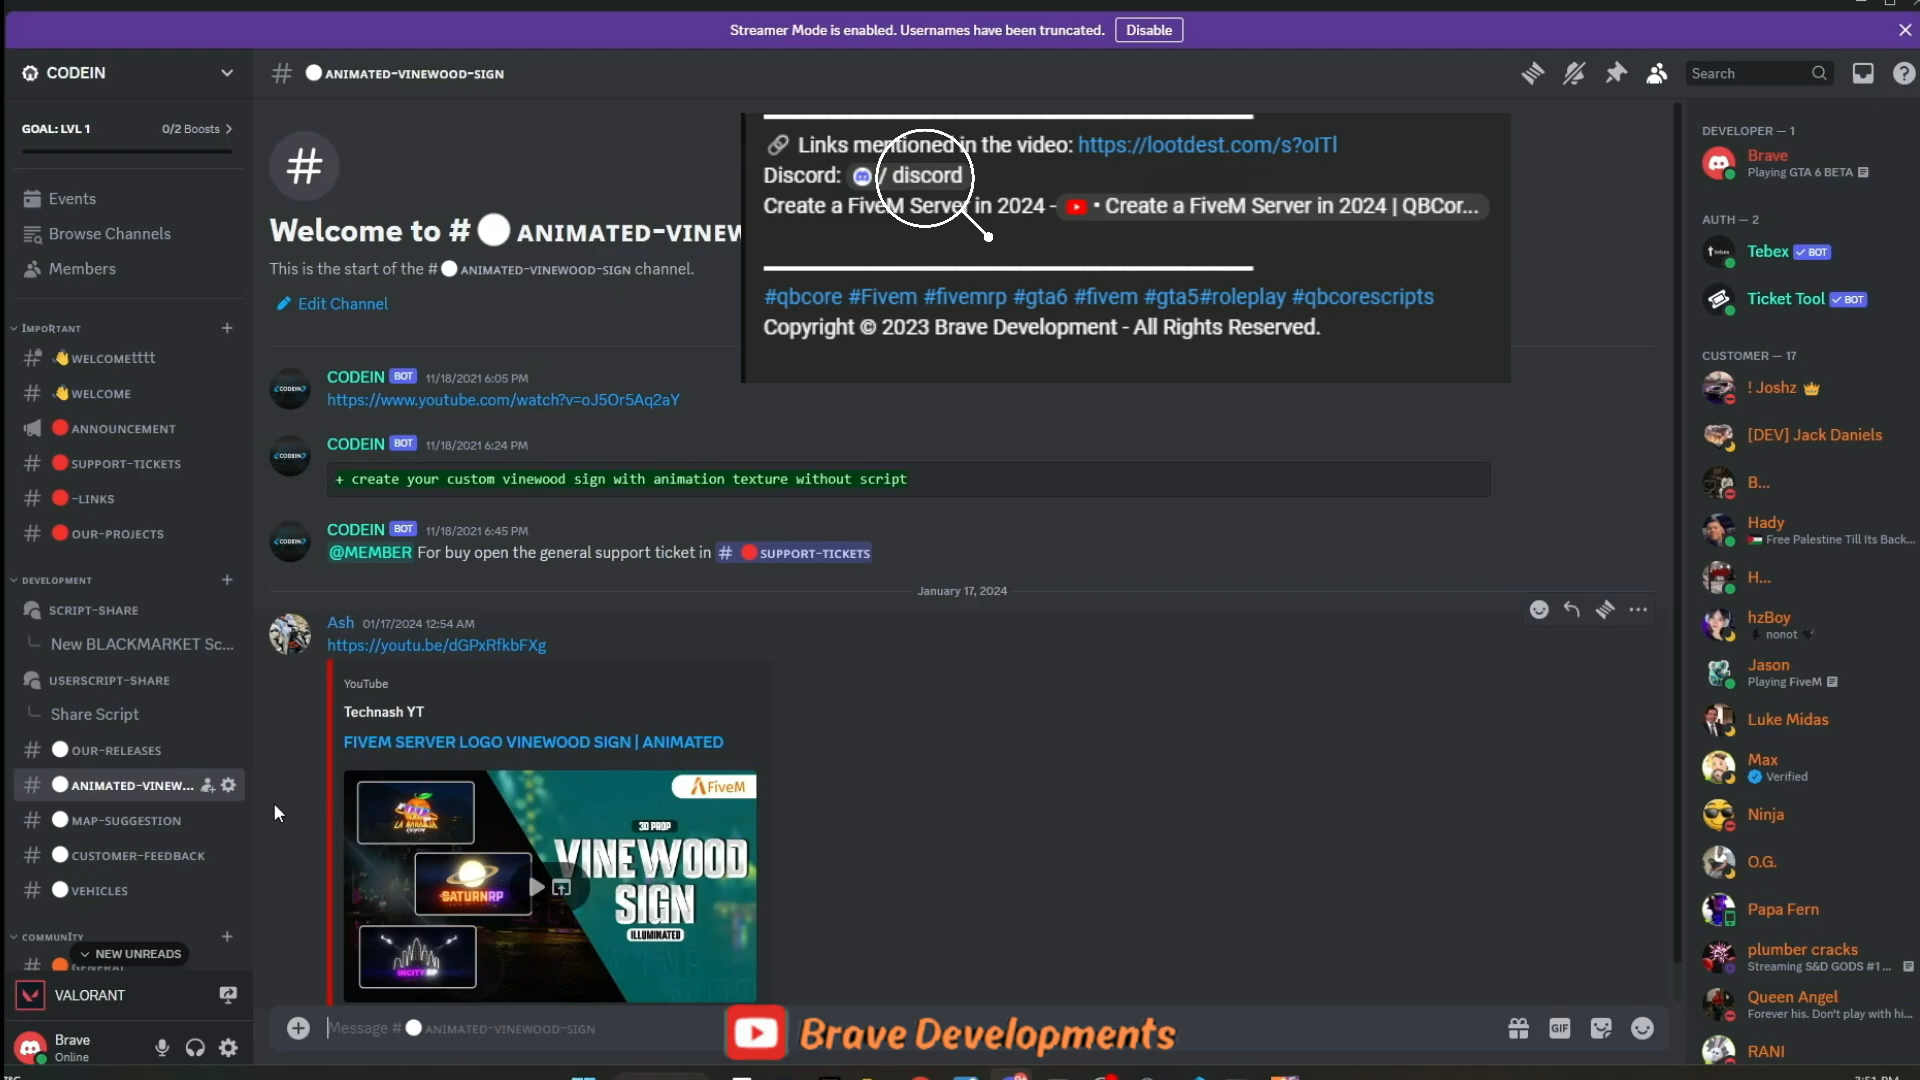 Streamer Mode is enabled. Usernames have been truncated. Disable
CODEIN
GOAL: LVL 1 0/2 Boosts
Events
Browse Channels
Members
IMPORTANT
WELCOMEtttt
WELCOME
ANNOUNCEMENT
SUPPORT-TICKETS
-LINKS
OUR-PROJECTS
DEVELOPMENT
SCRIPT-SHARE
New BLACKMARKET Sc...
USERSCRIPT-SHARE
Share Script
OUR-RELEASES
ANIMATED-VINEW...
MAP-SUGGESTION
CUSTOMER-FEEDBACK
VEHICLES
COMMUNITY
NEW UNREADS
GENERAL
VALORANT
Brave
Online
# ANIMATED-VINEWOOD-SIGN
Search
Welcome to # ANIMATED-VINEW
This is the start of the # ANIMATED-VINEWOOD-SIGN channel.
Edit Channel
Links mentioned in the video: https://lootdest.com/s?oITl
Discord: / discord
Create a FiveM Server in 2024 - • Create a FiveM Server in 2024 | QBCor...
#qbcore #Fivem #fivemrp #gta6 #fivem #gta5#roleplay #qbcorescripts
Copyright © 2023 Brave Development - All Rights Reserved.
CODEIN BOT 11/18/2021 6:05 PM
https://www.youtube.com/watch?v=oJ5Or5Aq2aY
CODEIN BOT 11/18/2021 6:24 PM
+ create your custom vinewood sign with animation texture without script
CODEIN BOT 11/18/2021 6:45 PM
@MEMBER For buy open the general support ticket in # SUPPORT-TICKETS
January 17, 2024
Ash 01/17/2024 12:54 AM
https://youtu.be/dGPxRfkbFXg
YouTube
Technash YT
FIVEM SERVER LOGO VINEWOOD SIGN | ANIMATED
FiveM
3D PROP
VINEWOOD
SIGN
ILLUMINATED
SATURNRP
INCITY RP
Message # ANIMATED-VINEWOOD-SIGN
GIF
Brave Developments
DEVELOPER — 1
Brave
Playing GTA 6 BETA
AUTH — 2
Tebex BOT
Ticket Tool BOT
CUSTOMER — 17
! Joshz
[DEV] Jack Daniels
B...
Hady
Free Palestine Till Its Back...
H...
hzBoy
nonot
Jason
Playing FiveM
Luke Midas
Max
Verified
Ninja
O.G.
Papa Fern
plumber cracks
Streaming S&D GODS #1 ...
Queen Angel
Forever his. Don't play with hi...
RANI